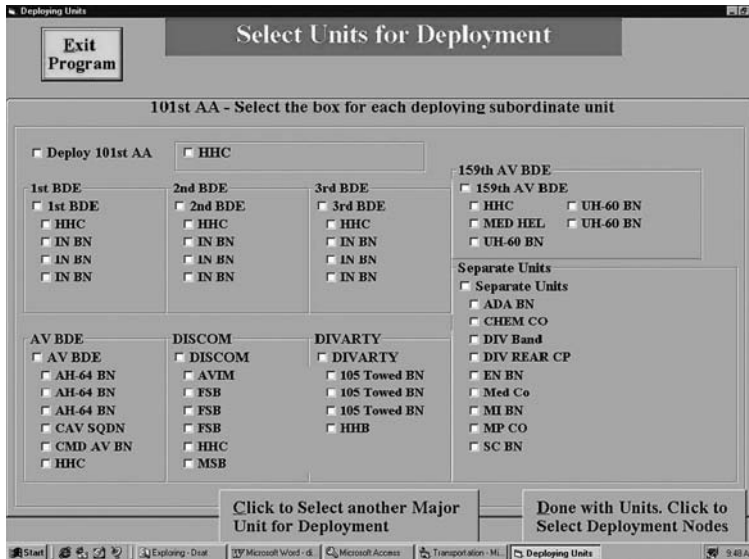 Deploying Units
Exit
Program
Select Units for Deployment
101st AA - Select the box for each deploying subordinate unit
Deploy 101st AA
HHC
1st BDE
1st BDE
HHC
IN BN
IN BN
IN BN
2nd BDE
2nd BDE
HHC
IN BN
IN BN
IN BN
3rd BDE
3rd BDE
HHC
IN BN
IN BN
IN BN
159th AV BDE
159th AV BDE
HHC UH-60 BN
MED HEL UH-60 BN
UH-60 BN
AV BDE
AV BDE
AH-64 BN
AH-64 BN
AH-64 BN
CAV SQDN
CMD AV BN
HHC
DISCOM
DISCOM
AVIM
FSB
FSB
FSB
HHC
MSB
DIVARTY
DIVARTY
105 Towed BN
105 Towed BN
105 Towed BN
HHB
Separate Units
Separate Units
ADA BN
CHEM CO
DIV Band
DIV REAR CP
EN BN
Med Co
MI BN
MP CO
SC BN
Click to Select another Major
Unit for Deployment
Done with Units. Click to
Select Deployment Nodes
Start Exploring - Dsat Microsoft Word - di... Microsoft Access Transportation - Mi... Deploying Units 9:49 A